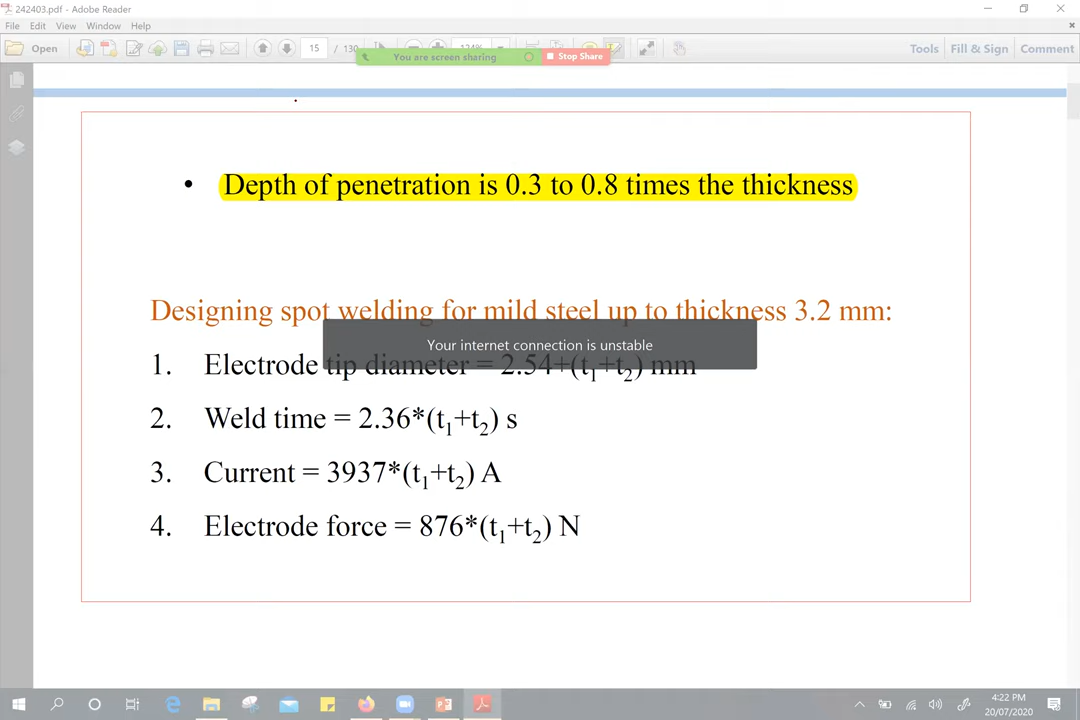 242403.pdf - Adobe Reader
File Edit View Window Help
Open 15 / 130 Tools Fill & Sign Comment
You are screen sharing Stop Share
• Depth of penetration is 0.3 to 0.8 times the thickness
Designing spot welding for mild steel up to thickness 3.2 mm:
Your internet connection is unstable
1. Electrode tip diameter = 2.54+(t₁+t₂) mm
2. Weld time = 2.36*(t₁+t₂) s
3. Current = 3937*(t₁+t₂) A
4. Electrode force = 876*(t₁+t₂) N
4:22 PM
20/07/2020